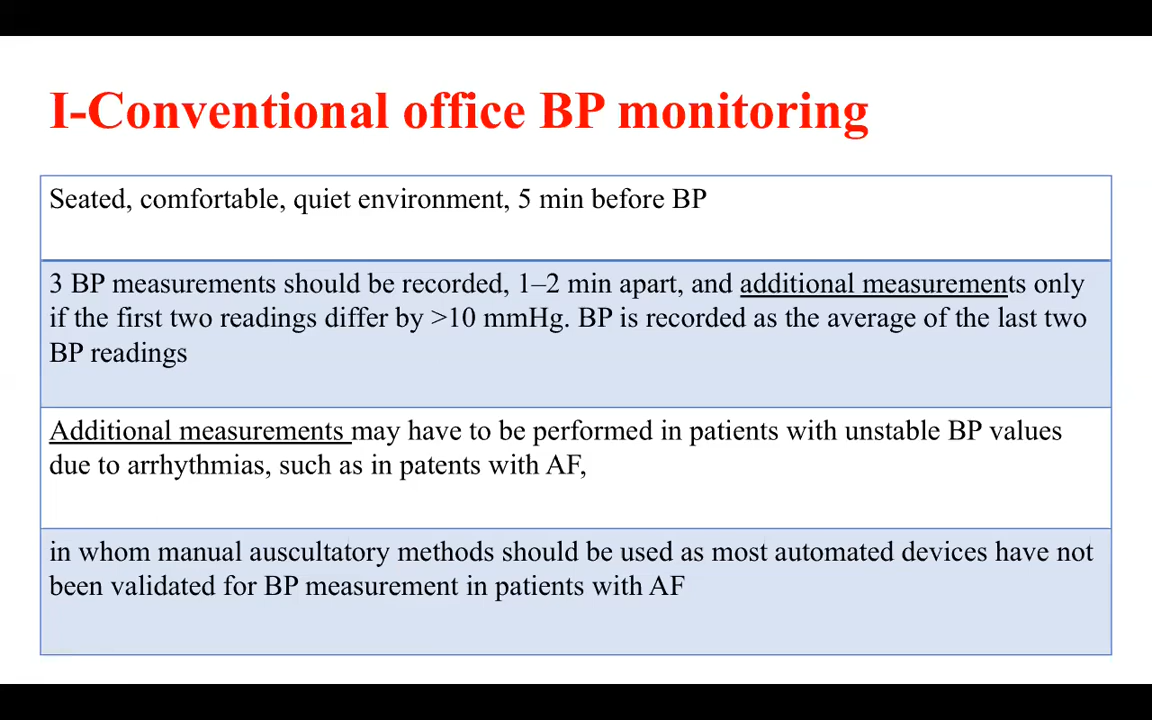 I-Conventional office BP monitoring
Seated, comfortable, quiet environment, 5 min before BP
3 BP measurements should be recorded, 1–2 min apart, and additional measurements only
if the first two readings differ by >10 mmHg. BP is recorded as the average of the last two
BP readings
Additional measurements may have to be performed in patients with unstable BP values
due to arrhythmias, such as in patents with AF,
in whom manual auscultatory methods should be used as most automated devices have not
been validated for BP measurement in patients with AF